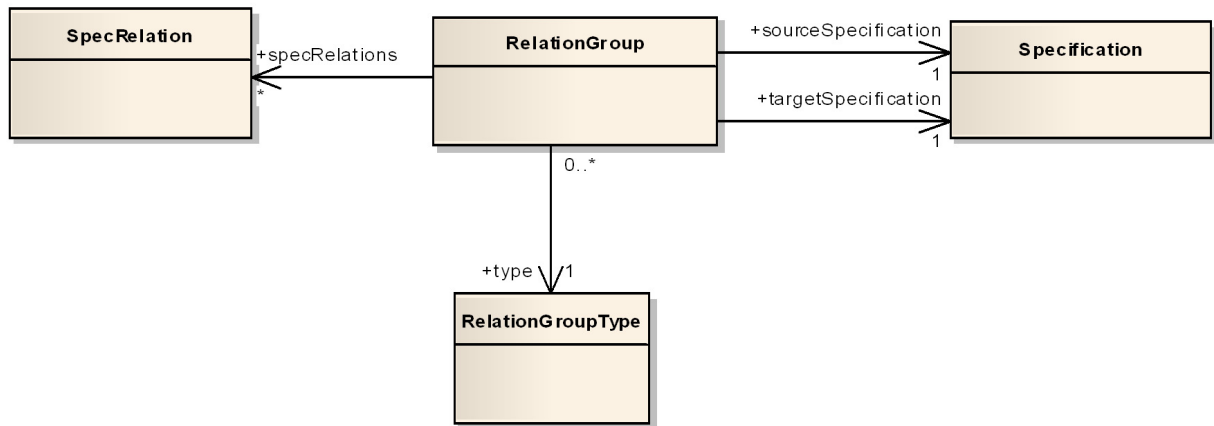 SpecRelation
+specRelations
*
RelationGroup
+sourceSpecification
1
+targetSpecification
1
Specification
0..*
+type
1
RelationGroupType